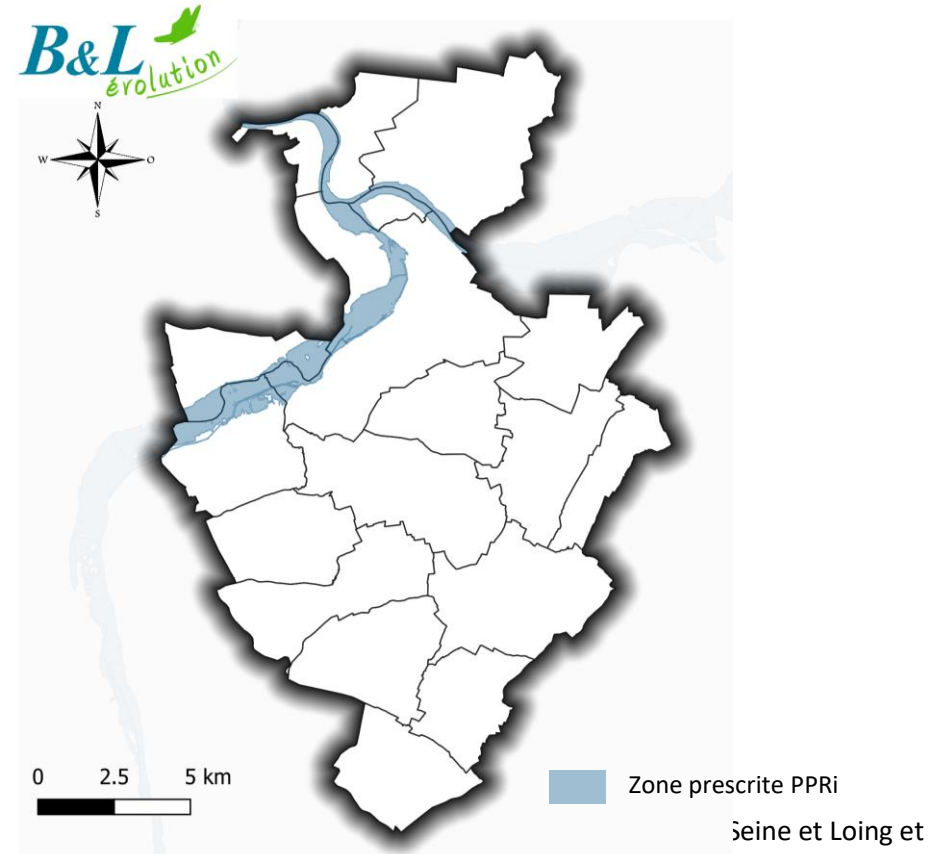 B&L
évolution
N
W O
S
0 2.5 5 km
Zone prescrite PPRi
Seine et Loing et